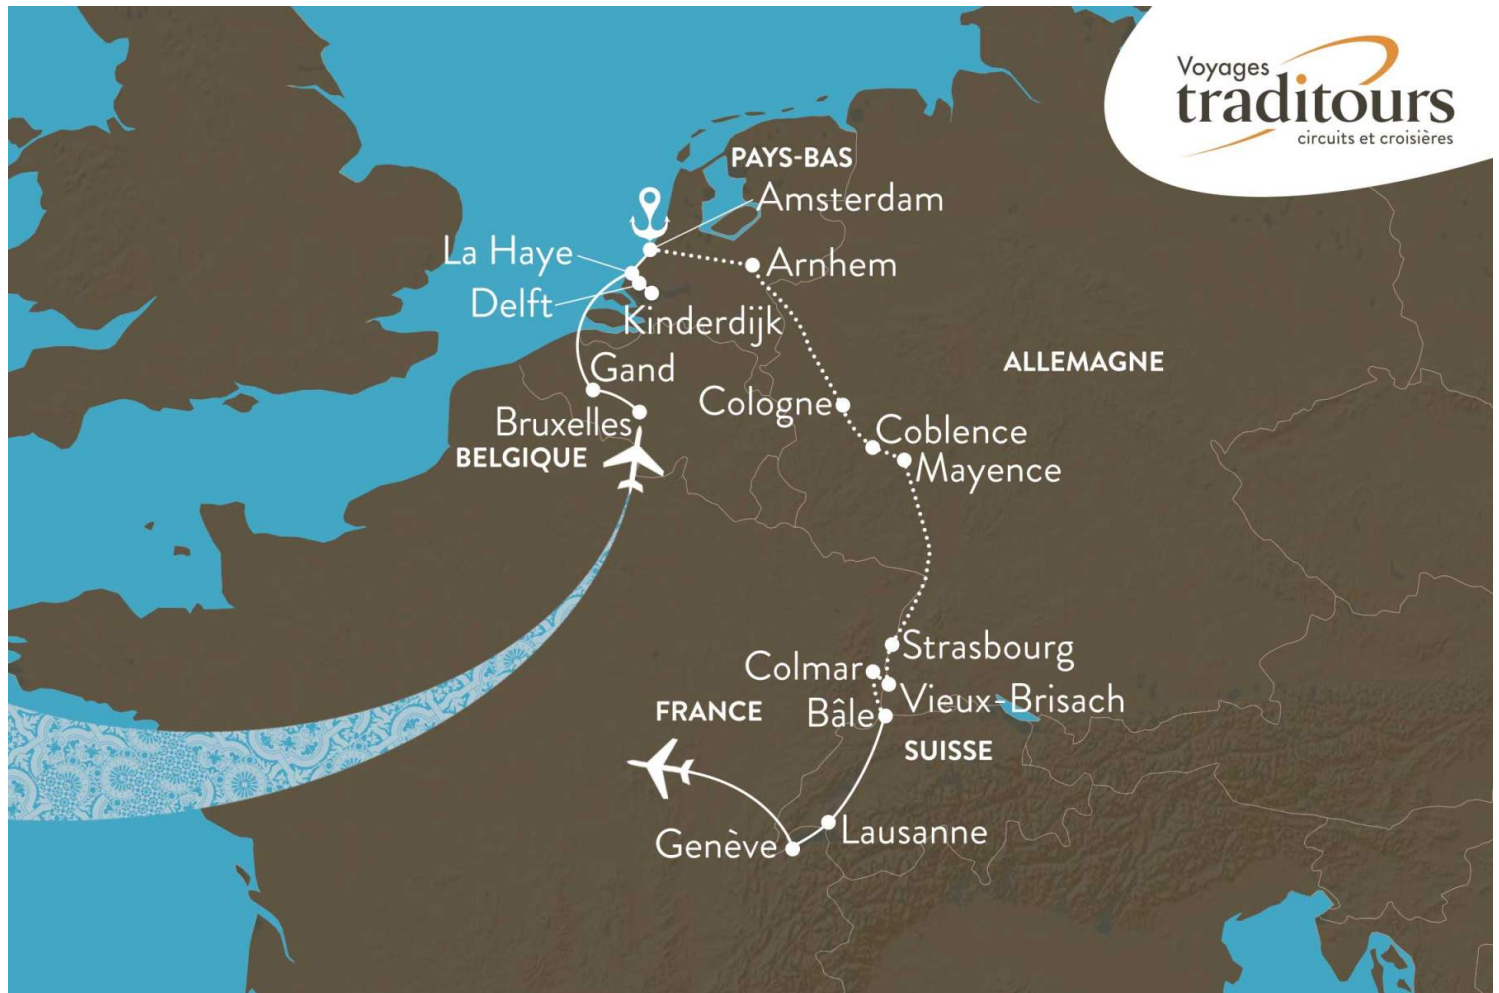 Voyages
traditours
circuits et croisières
PAYS-BAS
Amsterdam
La Haye
Arnhem
Delft
Kinderdijk
ALLEMAGNE
Gand
Cologne
Bruxelles
Coblence
BELGIQUE
Mayence
Strasbourg
Colmar
Vieux-Brisach
FRANCE
Bâle
SUISSE
Lausanne
Genève